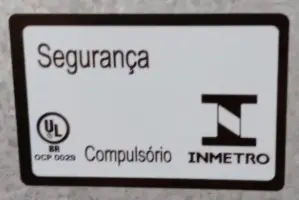 Segurança
UL
BR
OCP 0029
Compulsório
INMETRO